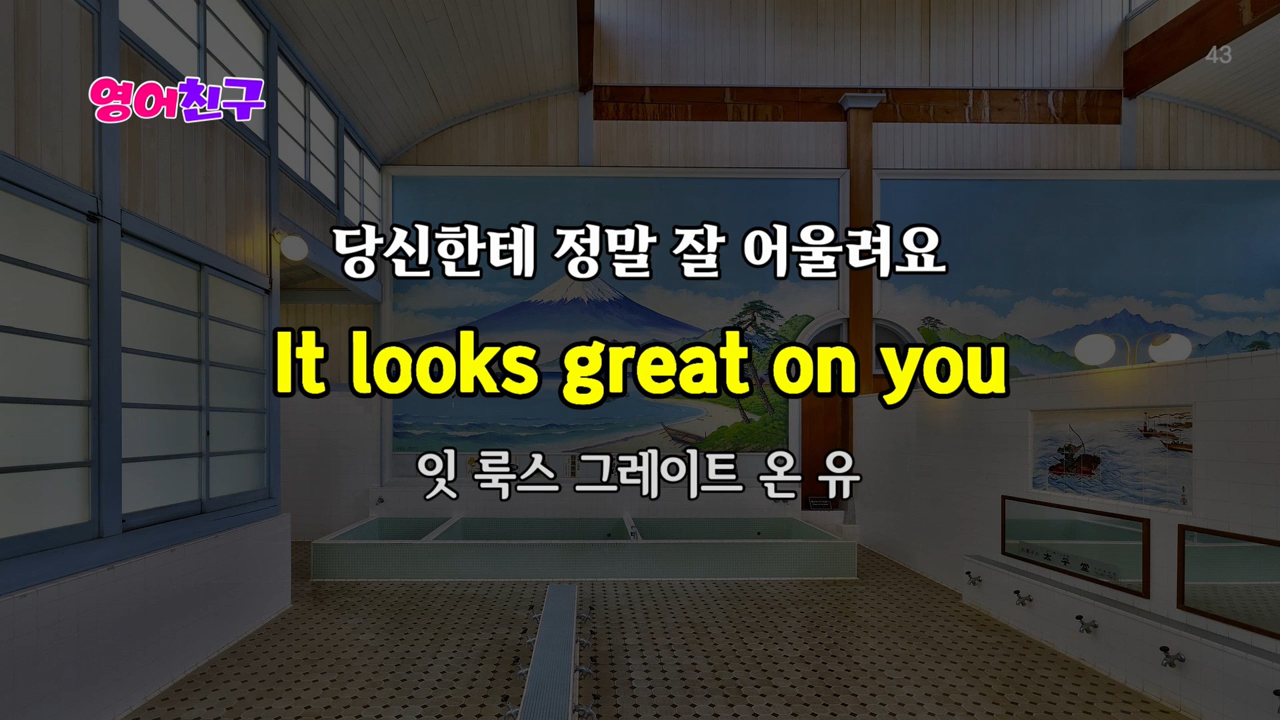 43
영어친구
당신한테 정말 잘 어울려요
It looks great on you
잇 룩스 그레이트 온 유